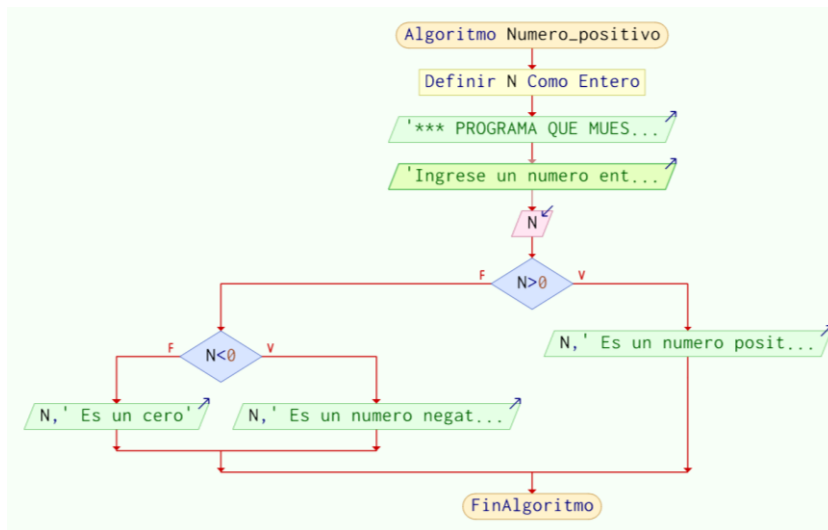 Algoritmo Numero_positivo
Definir N Como Entero
'*** PROGRAMA QUE MUES...
'Ingrese un numero ent...
N
F N>0 V
N,' Es un numero posit...
F N<0 V
N,' Es un cero'
N,' Es un numero negat...
FinAlgoritmo